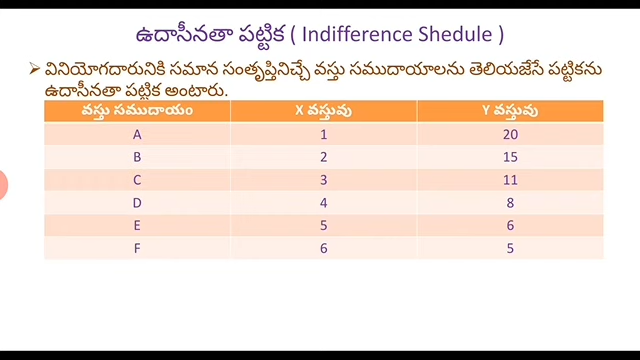 ఉదాసీనతా పట్టిక ( Indifference Shedule )
➢ వినియోగదారునికి సమాన సంతృప్తినిచ్చే వస్తు సముదాయాలను తెలియజేసే పట్టికను
ఉదాసీనతా పట్టిక అంటారు.
వస్తు సముదాయం X వస్తువు Y వస్తువు
A 1 20
B 2 15
C 3 11
D 4 8
E 5 6
F 6 5